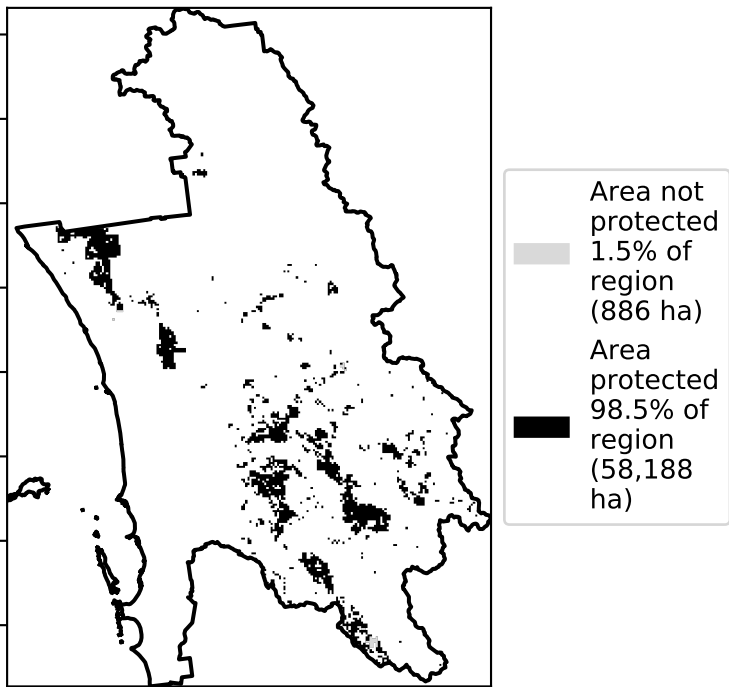 Area not
protected
1.5% of
region
(886 ha)
Area
protected
98.5% of
region
(58,188
ha)